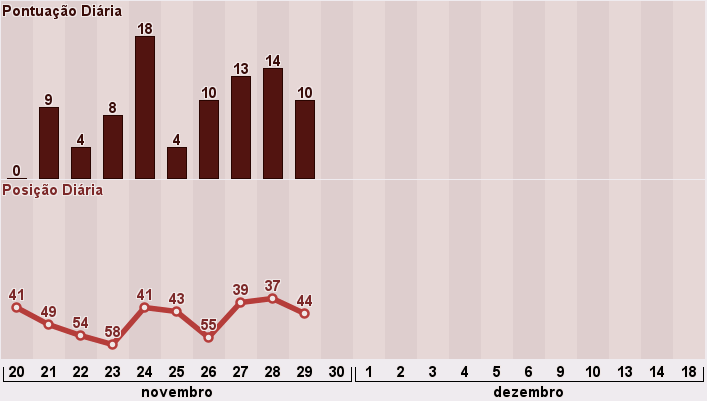 Pontuação Diária
0 9 4 8 18 4 10 13 14 10
Posição Diária
41 49 54 58 41 43 55 39 37 44
20 21 22 23 24 25 26 27 28 29 30 1 2 3 4 5 6 9 10 13 14 18
novembro dezembro